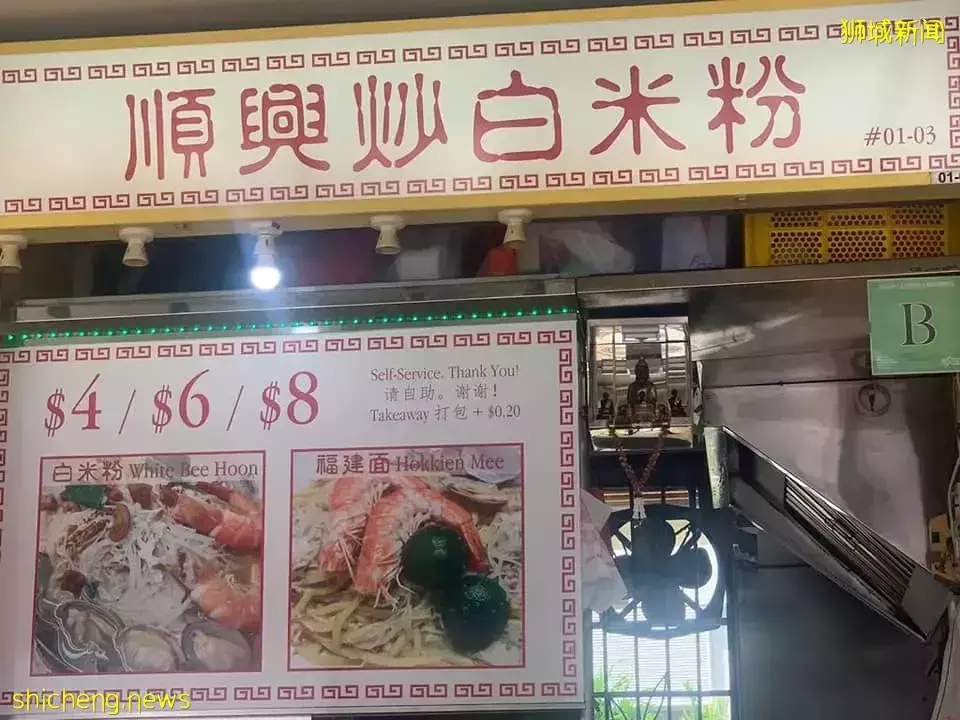 狮城新闻
順興炒白米粉
#01-03
$4 / $6 / $8
Self-Service. Thank You!
请自助。谢谢!
Takeaway 打包 + $0.20
B
白米粉 White Bee Hoon
福建面 Hokkien Mee
shicheng.news